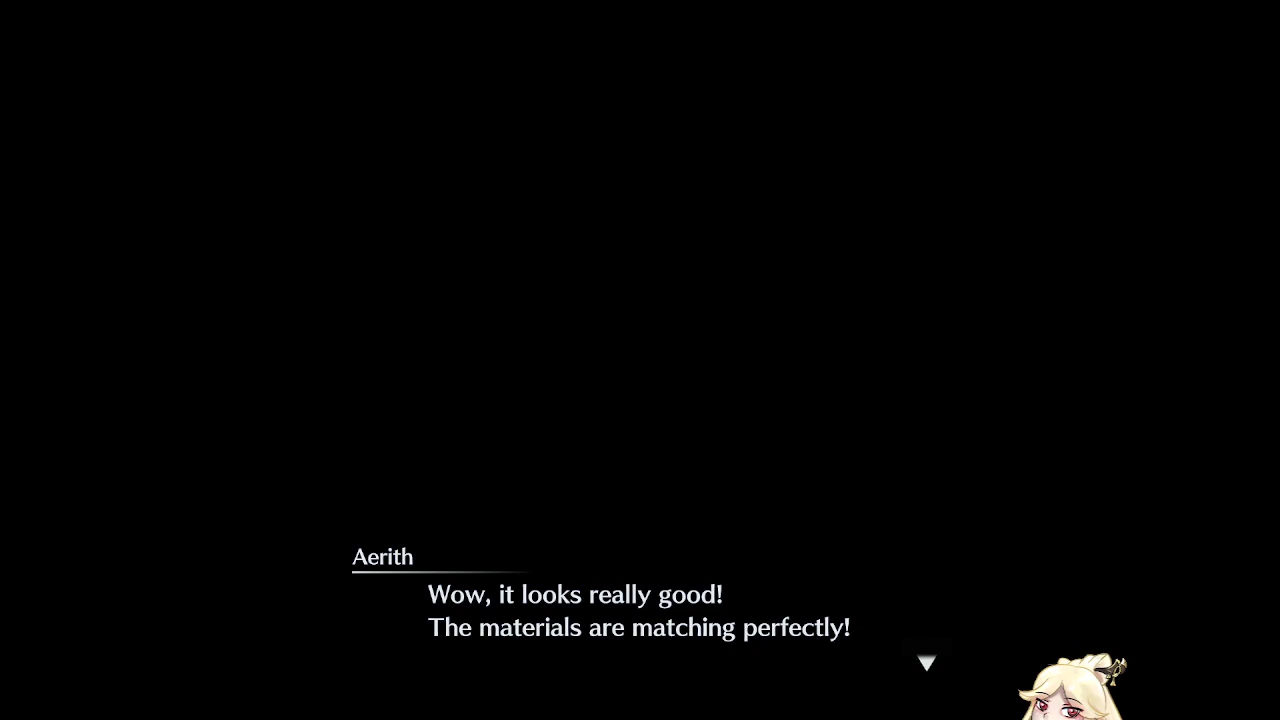 Aerith
Wow, it looks really good!
The materials are matching perfectly!